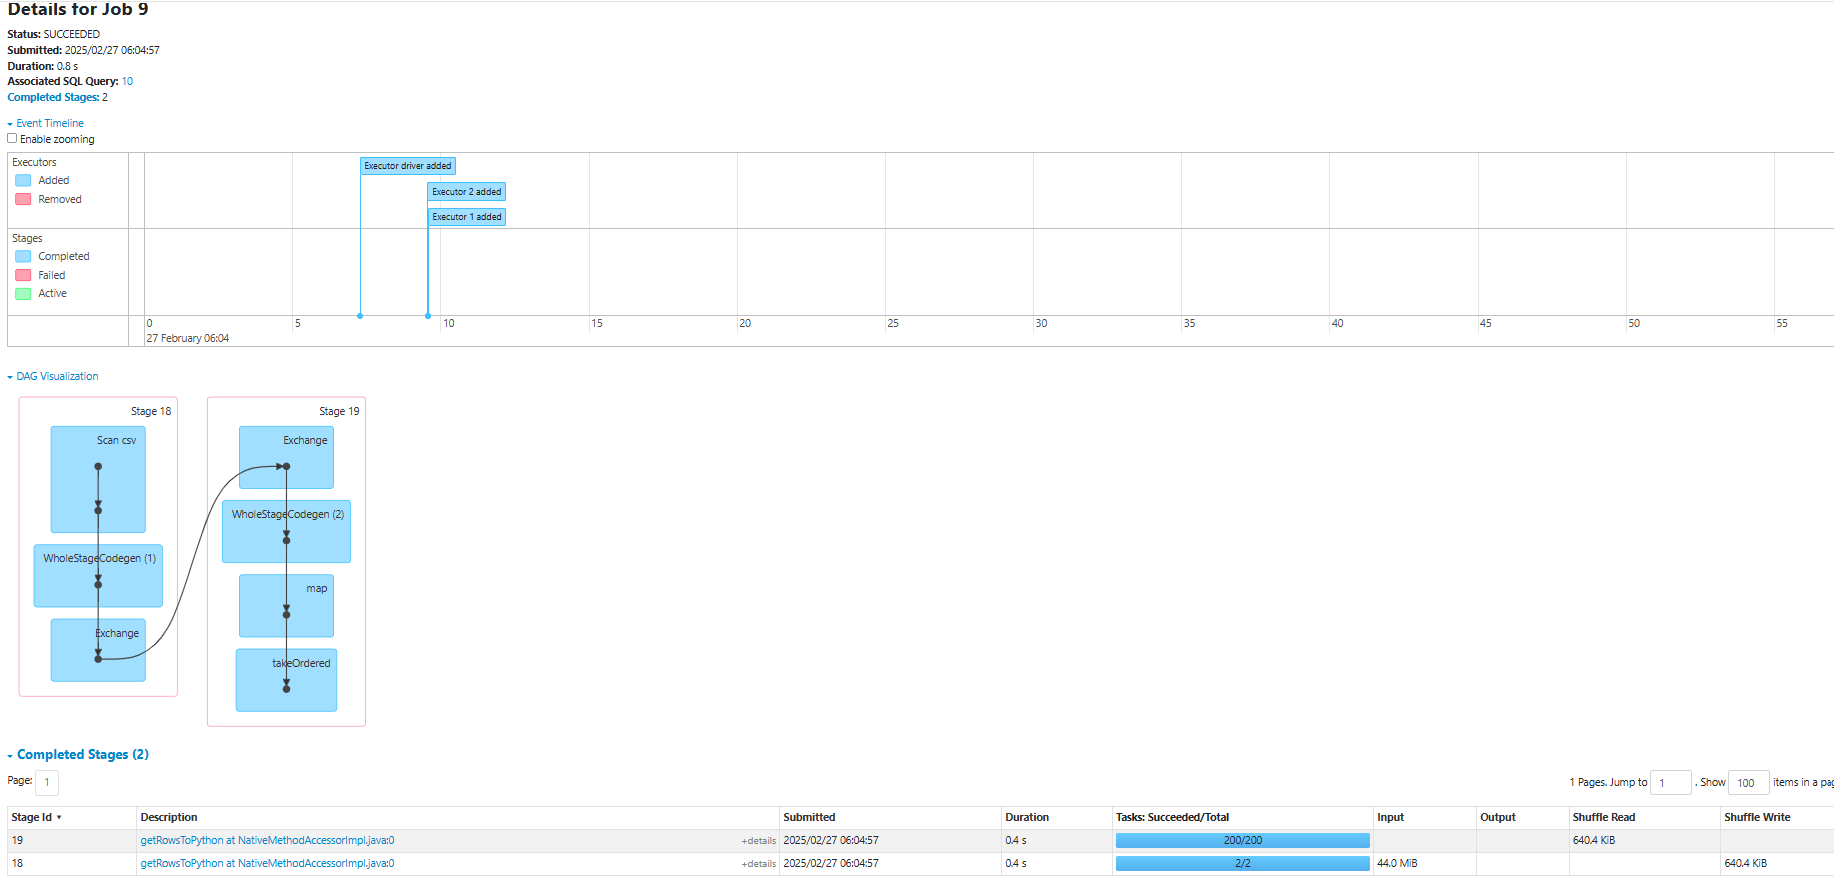 Details for Job 9
Status: SUCCEEDED
Submitted: 2025/02/27 06:04:57
Duration: 0.8 s
Associated SQL Query: 10
Completed Stages: 2
Event Timeline
Enable zooming
Executors
Added
Removed
Executor driver added
Executor 2 added
Executor 1 added
Stages
Completed
Failed
Active
0 5 10 15 20 25 30 35 40 45 50 55
27 February 06:04
DAG Visualization
Stage 18
Scan csv
WholeStageCodegen (1)
Exchange
Stage 19
Exchange
WholeStageCodegen (2)
map
takeOrdered
Completed Stages (2)
Page: 1
1 Pages. Jump to 1 . Show 100 items in a pag
Stage Id ▾ Description Submitted Duration Tasks: Succeeded/Total Input Output Shuffle Read Shuffle Write
19 getRowsToPython at NativeMethodAccessorImpl.java:0 +details 2025/02/27 06:04:57 0.4 s 200/200 640.4 KiB
18 getRowsToPython at NativeMethodAccessorImpl.java:0 +details 2025/02/27 06:04:57 0.4 s 2/2 44.0 MiB 640.4 KiB